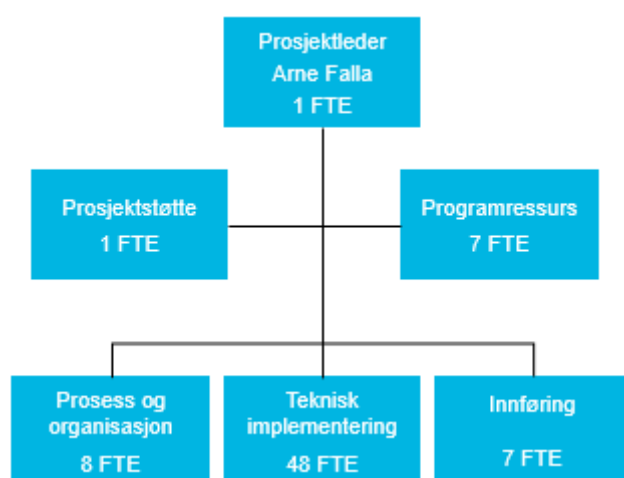 Prosjektleder
Arne Falla
1 FTE
Prosjektstøtte
1 FTE
Programressurs
7 FTE
Prosess og
organisasjon
8 FTE
Teknisk
implementering
48 FTE
Innføring
7 FTE